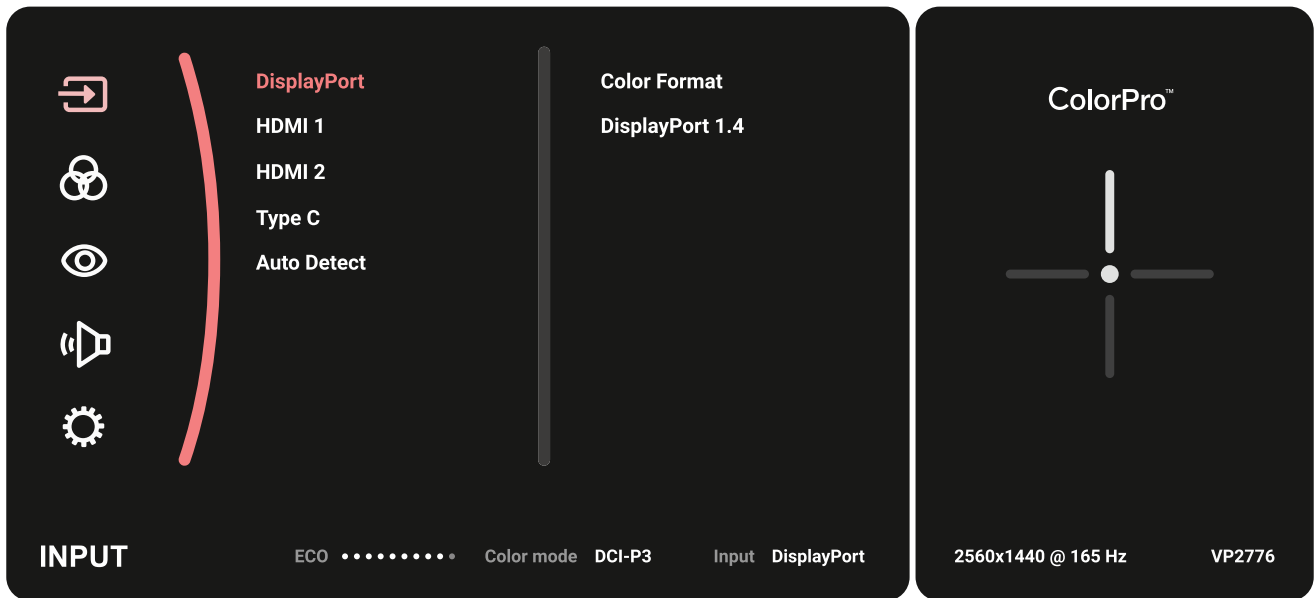 DisplayPort
HDMI 1
HDMI 2
Type C
Auto Detect
Color Format
DisplayPort 1.4
INPUT
ECO
Color mode DCI-P3
Input DisplayPort
ColorPro™
2560x1440 @ 165 Hz
VP2776